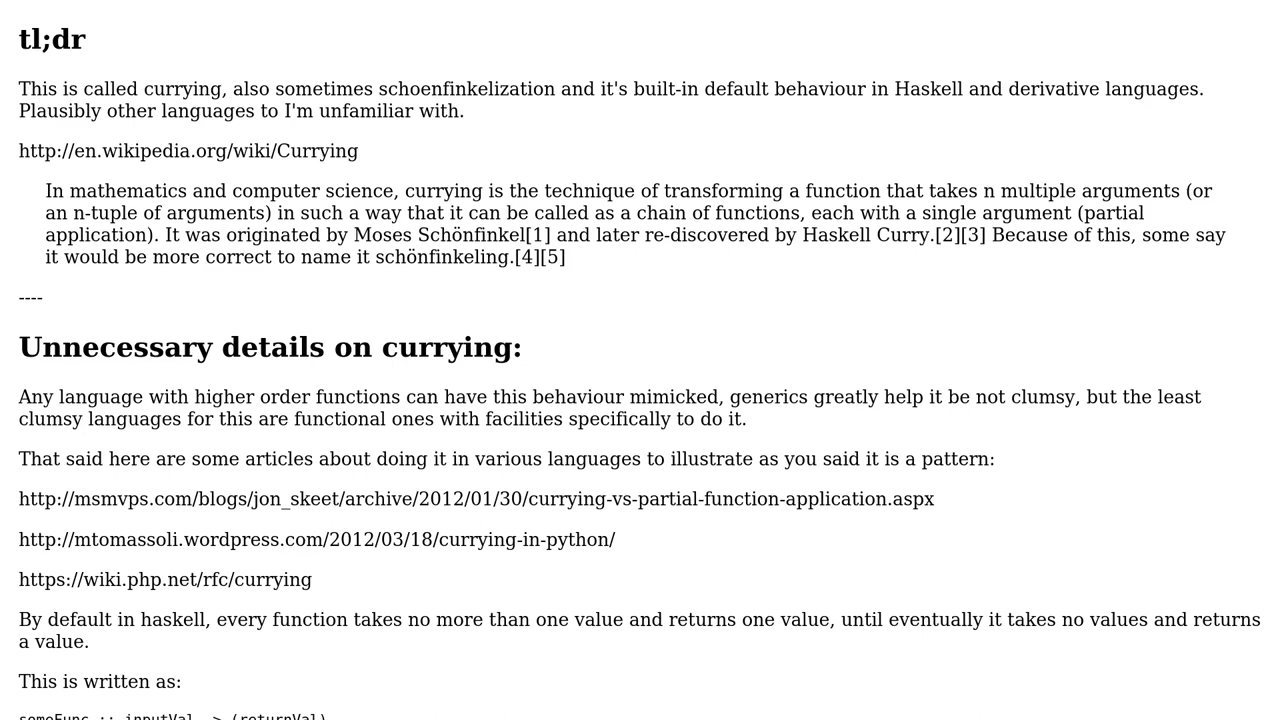 tl;dr
This is called currying, also sometimes schoenfinkelization and it's built-in default behaviour in Haskell and derivative languages.
Plausibly other languages to I'm unfamiliar with.
http://en.wikipedia.org/wiki/Currying
In mathematics and computer science, currying is the technique of transforming a function that takes n multiple arguments (or
an n-tuple of arguments) in such a way that it can be called as a chain of functions, each with a single argument (partial
application). It was originated by Moses Schönfinkel[1] and later re-discovered by Haskell Curry.[2][3] Because of this, some say
it would be more correct to name it schönfinkeling.[4][5]
----
Unnecessary details on currying:
Any language with higher order functions can have this behaviour mimicked, generics greatly help it be not clumsy, but the least
clumsy languages for this are functional ones with facilities specifically to do it.
That said here are some articles about doing it in various languages to illustrate as you said it is a pattern:
http://msmvps.com/blogs/jon_skeet/archive/2012/01/30/currying-vs-partial-function-application.aspx
http://mtomassoli.wordpress.com/2012/03/18/currying-in-python/
https://wiki.php.net/rfc/currying
By default in haskell, every function takes no more than one value and returns one value, until eventually it takes no values and returns
a value.
This is written as:
someFunc :: inputVal -> (returnVal)